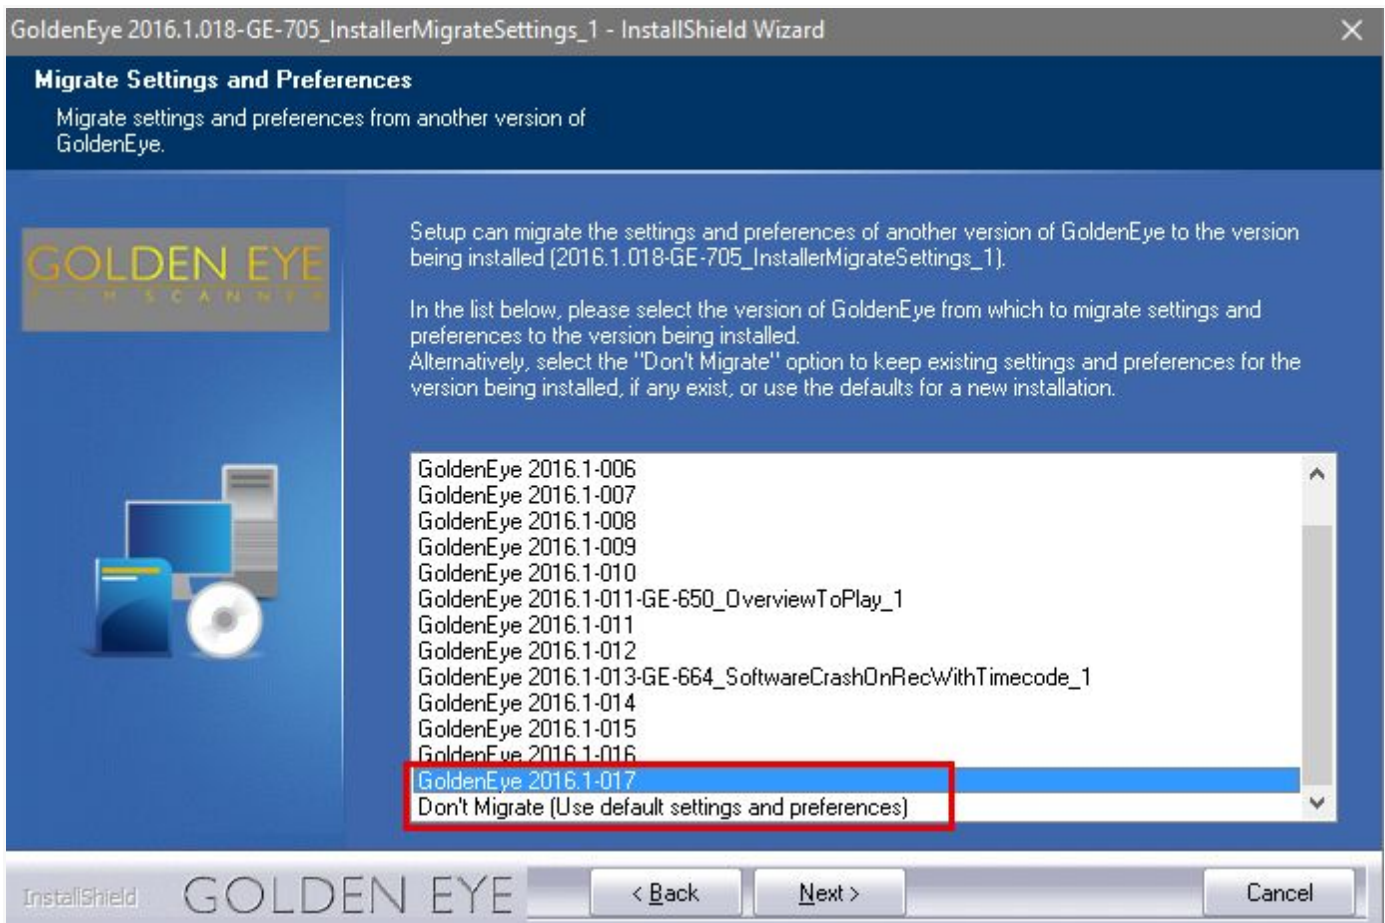 GoldenEye 2016.1.018-GE-705_InstallerMigrateSettings_1 - InstallShield Wizard
Migrate Settings and Preferences
Migrate settings and preferences from another version of
GoldenEye.
GOLDEN EYE
FILM SCANNER
Setup can migrate the settings and preferences of another version of GoldenEye to the version
being installed (2016.1.018-GE-705_InstallerMigrateSettings_1).
In the list below, please select the version of GoldenEye from which to migrate settings and
preferences to the version being installed.
Alternatively, select the "Don't Migrate" option to keep existing settings and preferences for the
version being installed, if any exist, or use the defaults for a new installation.
GoldenEye 2016.1-006
GoldenEye 2016.1-007
GoldenEye 2016.1-008
GoldenEye 2016.1-009
GoldenEye 2016.1-010
GoldenEye 2016.1-011-GE-650_OverviewToPlay_1
GoldenEye 2016.1-011
GoldenEye 2016.1-012
GoldenEye 2016.1-013-GE-664_SoftwareCrashOnRecWithTimecode_1
GoldenEye 2016.1-014
GoldenEye 2016.1-015
GoldenEye 2016.1-016
GoldenEye 2016.1-017
Don't Migrate (Use default settings and preferences)
InstallShield
GOLDEN EYE
< Back
Next >
Cancel